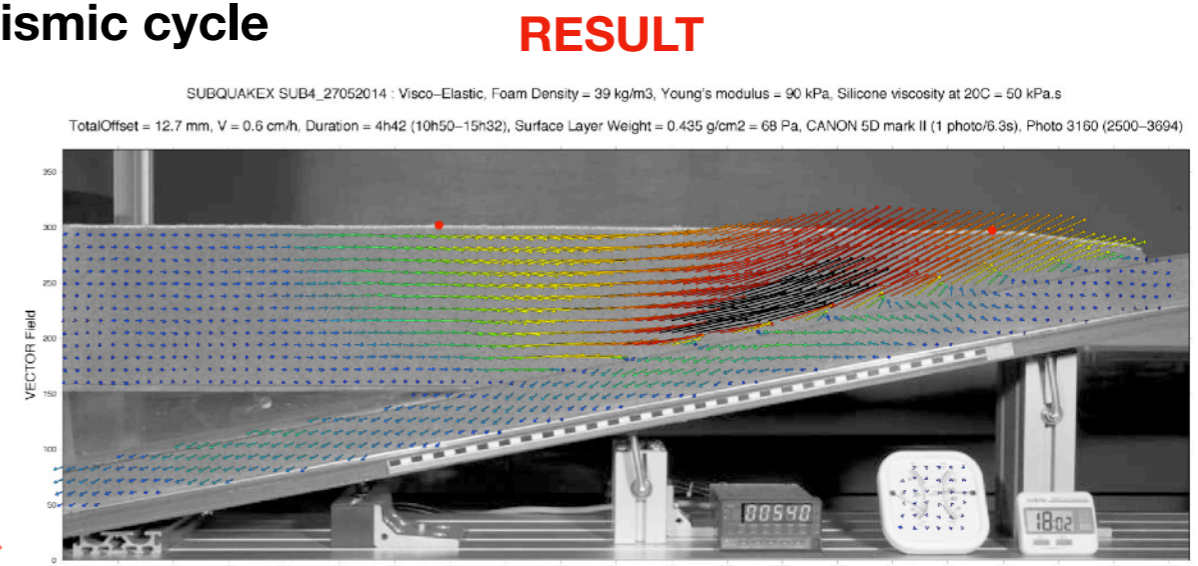 ismic cycle
RESULT
SUBQUAKEX SUB4_27052014 : Visco-Elastic, Foam Density = 39 kg/m3, Young's modulus = 90 kPa, Silicone viscosity at 20C = 50 kPa.s
TotalOffset = 12.7 mm, V = 0.6 cm/h, Duration = 4h42 (10h50-15h32), Surface Layer Weight = 0.435 g/cm2 = 68 Pa, CANON 5D mark II (1 photo/6.3s), Photo 3160 (2500-3694)
VECTOR Field
350
300
250
200
150
100
50
0
00540
18:02